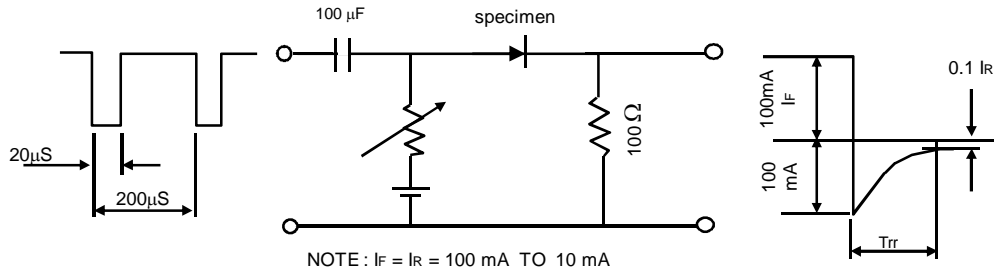 100 µF
specimen
20µS
200µS
100 Ω
100mA
IF
0.1 IR
100
mA
Trr
NOTE : IF = IR = 100 mA TO 10 mA